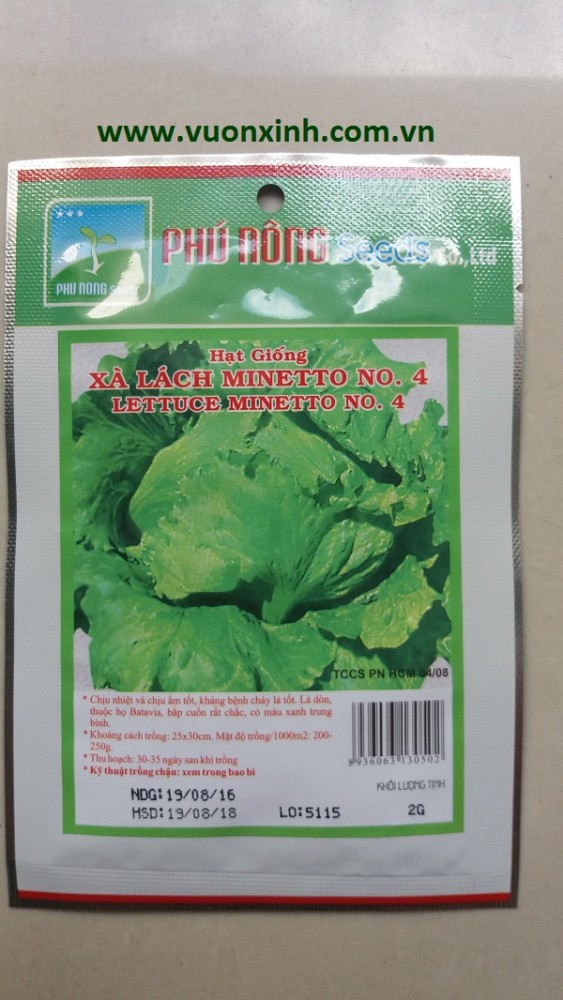 www.vuonxinh.com.vn
PHÚ NÔNG Seeds Co.,Ltd
PHU NONG
Hạt Giống
XÀ LÁCH MINETTO NO. 4
LETTUCE MINETTO NO. 4
TCCS PN HCM 04/08
* Chịu nhiệt và chịu ẩm tốt, kháng bệnh cháy lá tốt. Lá dòn,
thuộc họ Batavia, bắp cuốn rất chắc, có màu xanh trung
bình.
* Khoảng cách trồng: 25x30cm. Mật độ trồng/1000m2: 200-
250g.
* Thu hoạch: 30-35 ngày sau khi trồng
* Kỹ thuật trồng chậu: xem trong bao bì
8936063130502
KHỐI LƯỢNG TỊNH
2G
NDG: 19/08/16
HSD: 19/08/18 LO: 5115